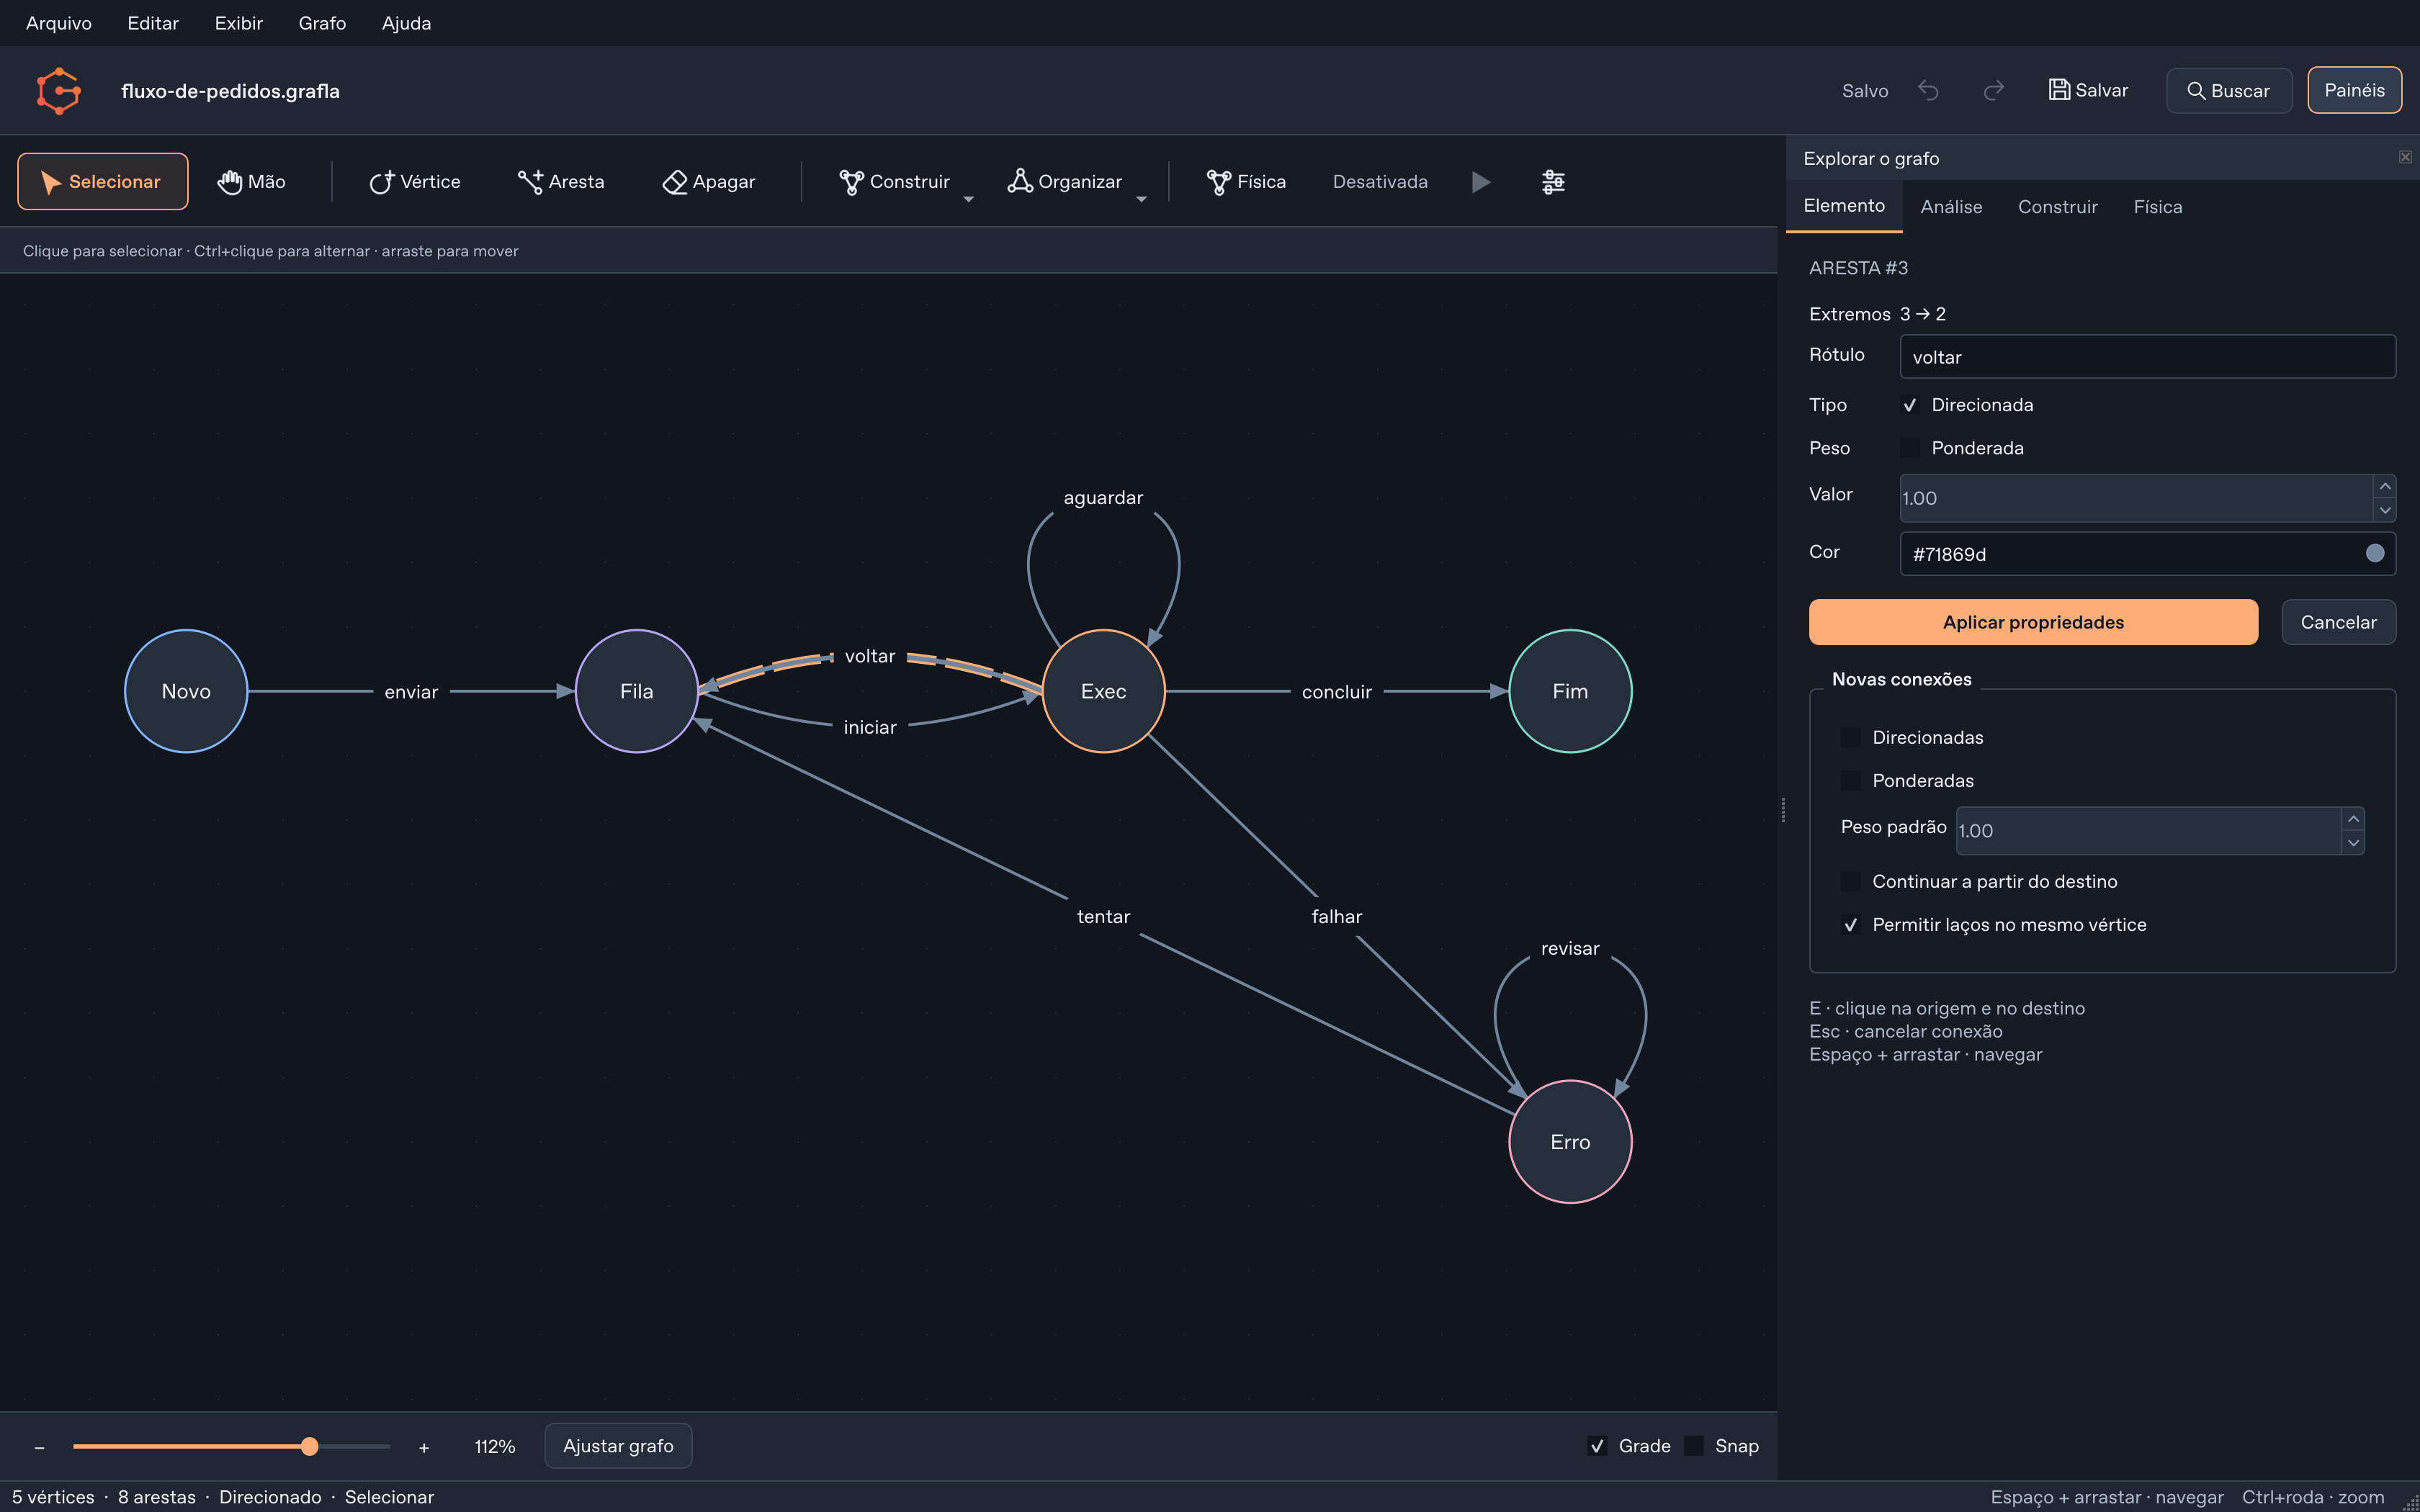 Arquivo Editar Exibir Grafo Ajuda
fluxo-de-pedidos.grafla Salvo Salvar Buscar Painéis
Selecionar Mão Vértice Aresta Apagar Construir Organizar Física Desativada
Clique para selecionar · Ctrl+clique para alternar · arraste para mover
aguardar
voltar
Novo enviar Fila Exec concluir Fim
iniciar
tentar falhar
revisar
Erro
Explorar o grafo
Elemento Análise Construir Física
ARESTA #3
Extremos 3 → 2
Rótulo voltar
Tipo Direcionada
Peso Ponderada
Valor 1.00
Cor #71869d
Aplicar propriedades Cancelar
Novas conexões
Direcionadas
Ponderadas
Peso padrão 1.00
Continuar a partir do destino
Permitir laços no mesmo vértice
E · clique na origem e no destino
Esc · cancelar conexão
Espaço + arrastar · navegar
− + 112% Ajustar grafo Grade Snap
5 vértices · 8 arestas · Direcionado · Selecionar Espaço + arrastar · navegar Ctrl+roda · zoom